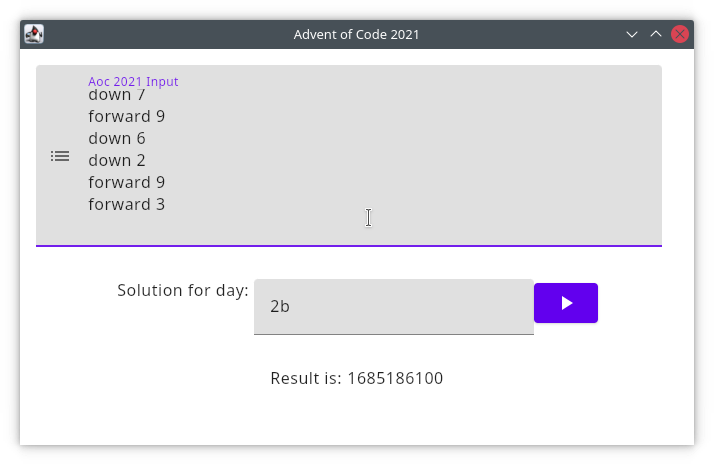 Advent of Code 2021
Aoc 2021 Input
down 7
forward 9
down 6
down 2
forward 9
forward 3
Solution for day:
2b
Result is: 1685186100